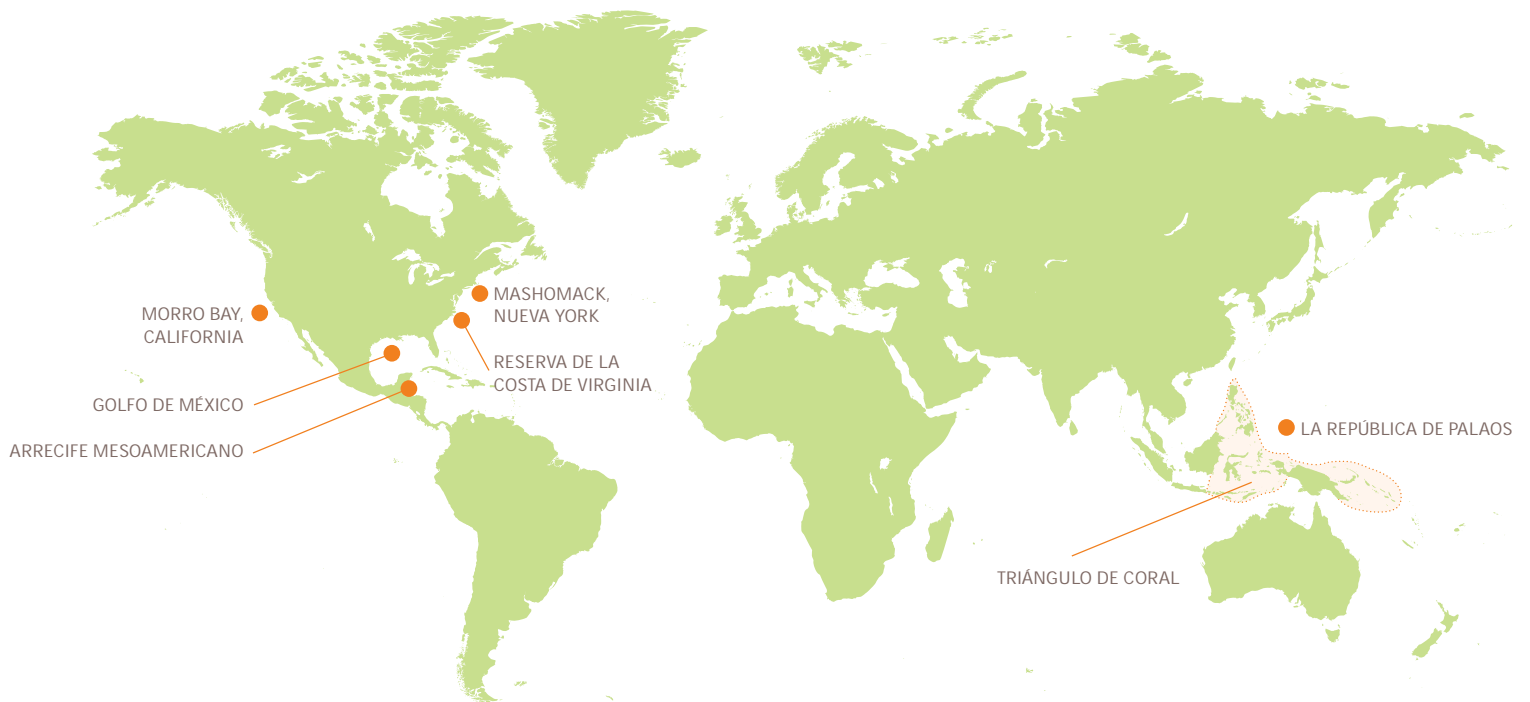 MORRO BAY,
CALIFORNIA
MASHOMACK,
NUEVA YORK
RESERVA DE LA
COSTA DE VIRGINIA
GOLFO DE MÉXICO
ARRECIFE MESOAMERICANO
LA REPÚBLICA DE PALAOS
TRIÁNGULO DE CORAL